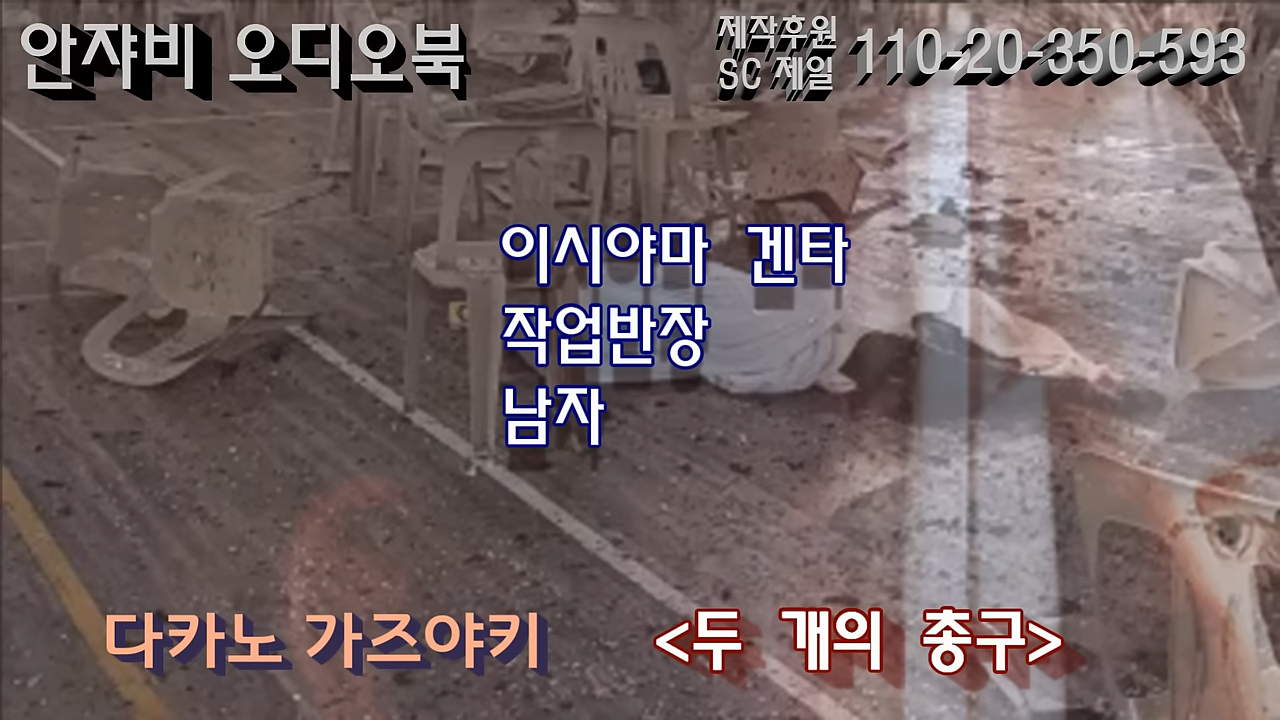 안쟈비 오디오북
제작후원
SC 제일
110-20-350-593
이시야마 겐타
작업반장
남자
다카노 가즈야키
<두 개의 총구>